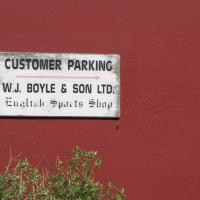 CUSTOMER PARKING
W.J. BOYLE & SON LTD.
English Sports Shop